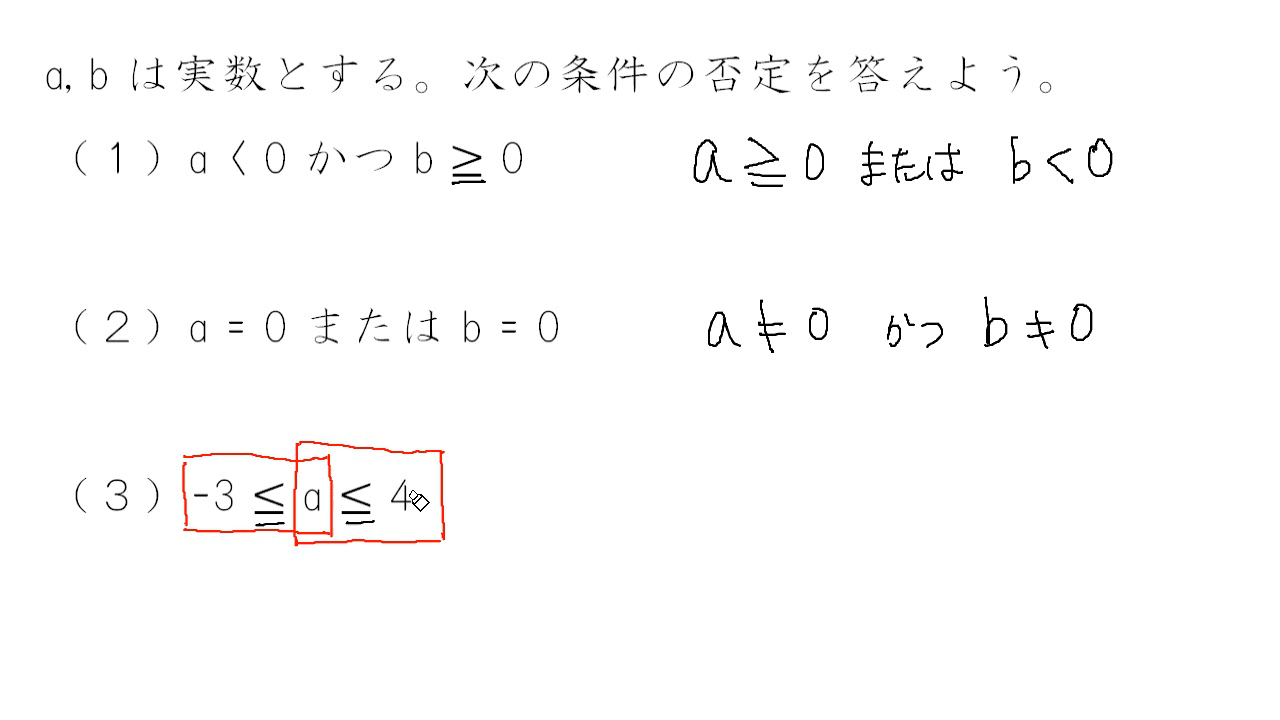 a, b は実数とする。次の条件の否定を答えよう。
(1) a < 0 かつ b ≧ 0 a ≧ 0 または b < 0
(2) a = 0 または b = 0 a ≠ 0 かつ b ≠ 0
(3) -3 ≦ a ≦ 4